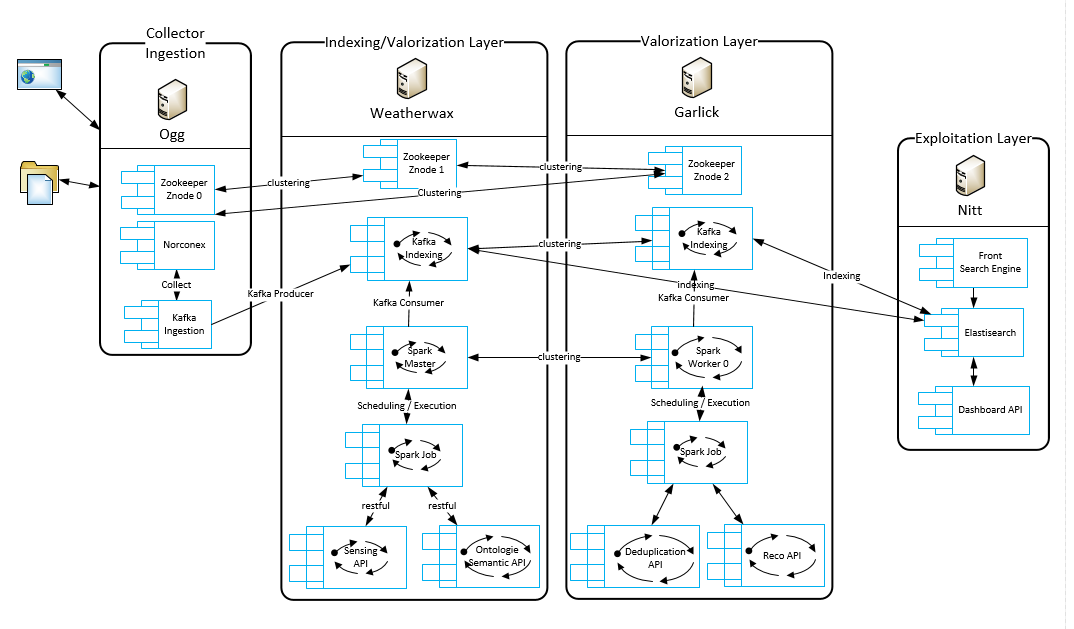 Collector
Ingestion
Ogg
Zookeeper
Znode 0
Norconex
Collect
Kafka
Ingestion
Indexing/Valorization Layer
Weatherwax
Zookeeper
Znode 1
clustering
Clustering
clustering
Kafka
Indexing
clustering
Kafka Producer
Kafka Consumer
Spark
Master
clustering
Scheduling / Execution
Spark Job
restful
restful
Sensing
API
Ontologie
Semantic API
Valorization Layer
Garlick
Zookeeper
Znode 2
Kafka
Indexing
indexing
Kafka Consumer
Spark
Worker 0
Scheduling / Execution
Spark Job
Deduplication
API
Reco API
Indexing
Exploitation Layer
Nitt
Front
Search Engine
Elastisearch
Dashboard API